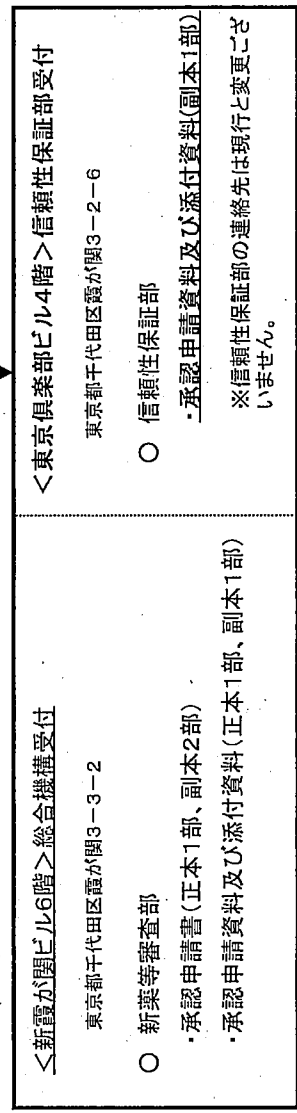 ＜新霞が関ビル6階＞総合機構受付
東京都千代田区霞が関3－3－2
○ 新薬等審査部
・承認申請書(正本1部、副本2部)
・承認申請資料及び添付資料(正本1部、副本1部)
＜東京倶楽部ビル4階＞信頼性保証部受付
東京都千代田区霞が関3－2－6
○ 信頼性保証部
・承認申請資料及び添付資料(副本1部)
※信頼性保証部の連絡先は現行と変更ござ
いません。